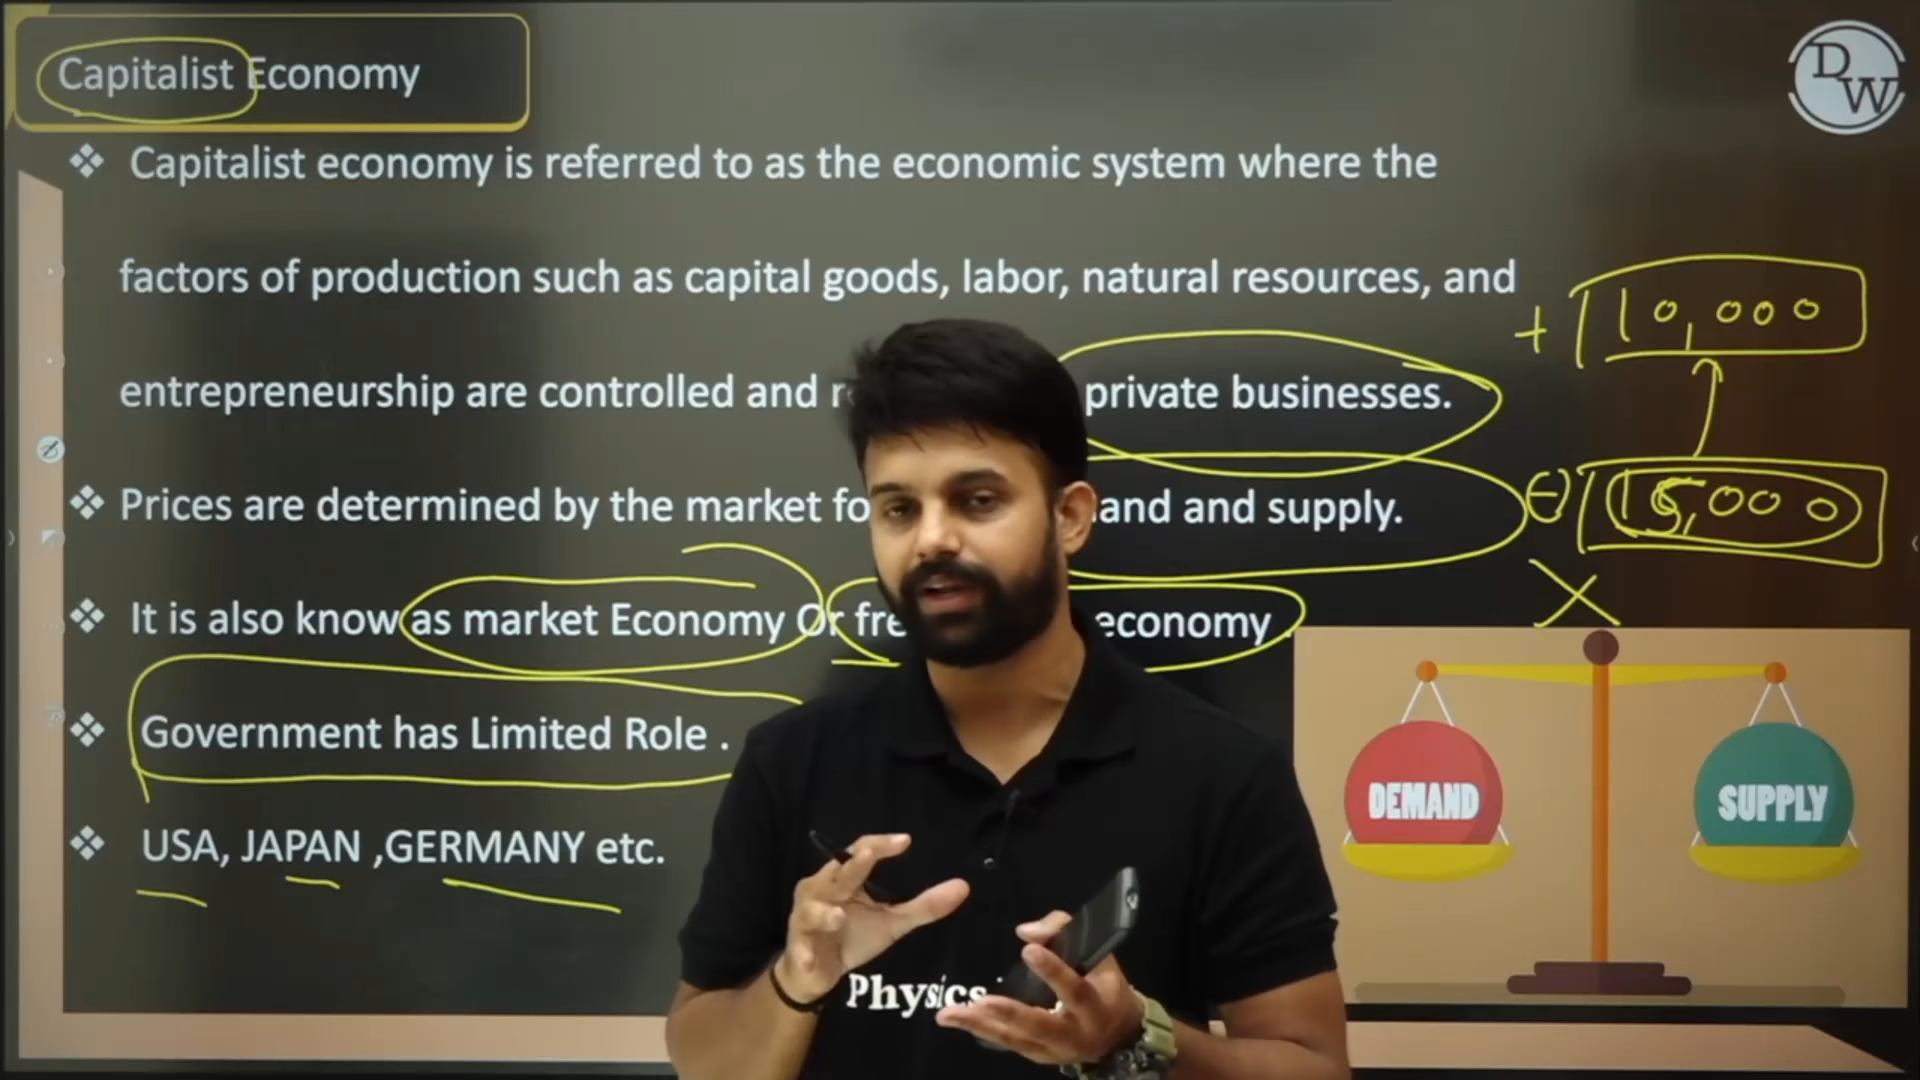 Capitalist Economy
DW
Capitalist economy is referred to as the economic system where the
factors of production such as capital goods, labor, natural resources, and
entrepreneurship are controlled and private businesses.
Prices are determined by the market and supply.
It is also know as market Economy Or economy .
Government has Limited Role .
USA, JAPAN ,GERMANY etc.
+ 10,000
15,000
DEMAND
SUPPLY
Physics